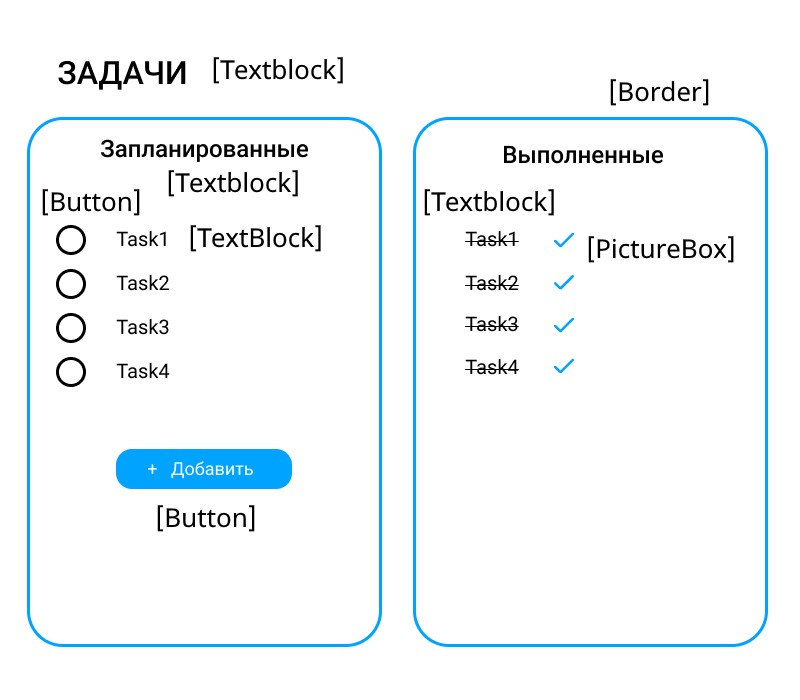 ЗАДАЧИ [Textblock]
[Border]
Запланированные
[Textblock]
[Button]
Task1 [TextBlock]
Task2
Task3
Task4
+ Добавить
[Button]
Выполненные
[Textblock]
Task1
[PictureBox]
Task2
Task3
Task4